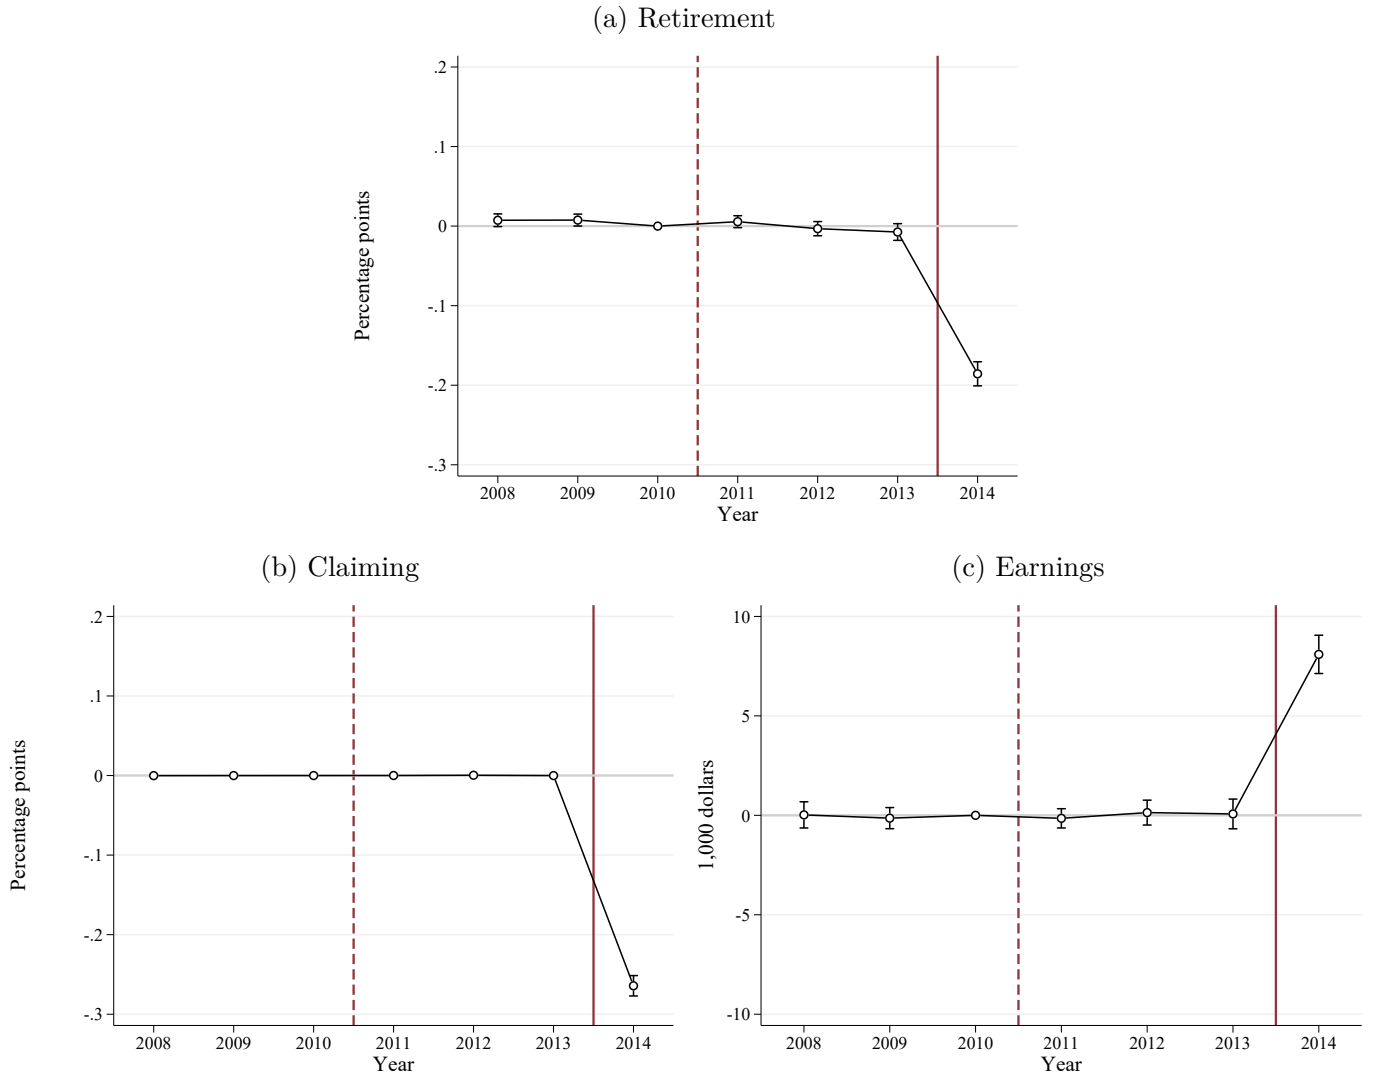 (a) Retirement
.2
.1
0
-.1
-.2
-.3
Percentage points
2008 2009 2010 2011 2012 2013 2014
Year
(b) Claiming
.2
.1
0
-.1
-.2
-.3
Percentage points
2008 2009 2010 2011 2012 2013 2014
Year
(c) Earnings
10
5
0
-5
-10
1,000 dollars
2008 2009 2010 2011 2012 2013 2014
Year